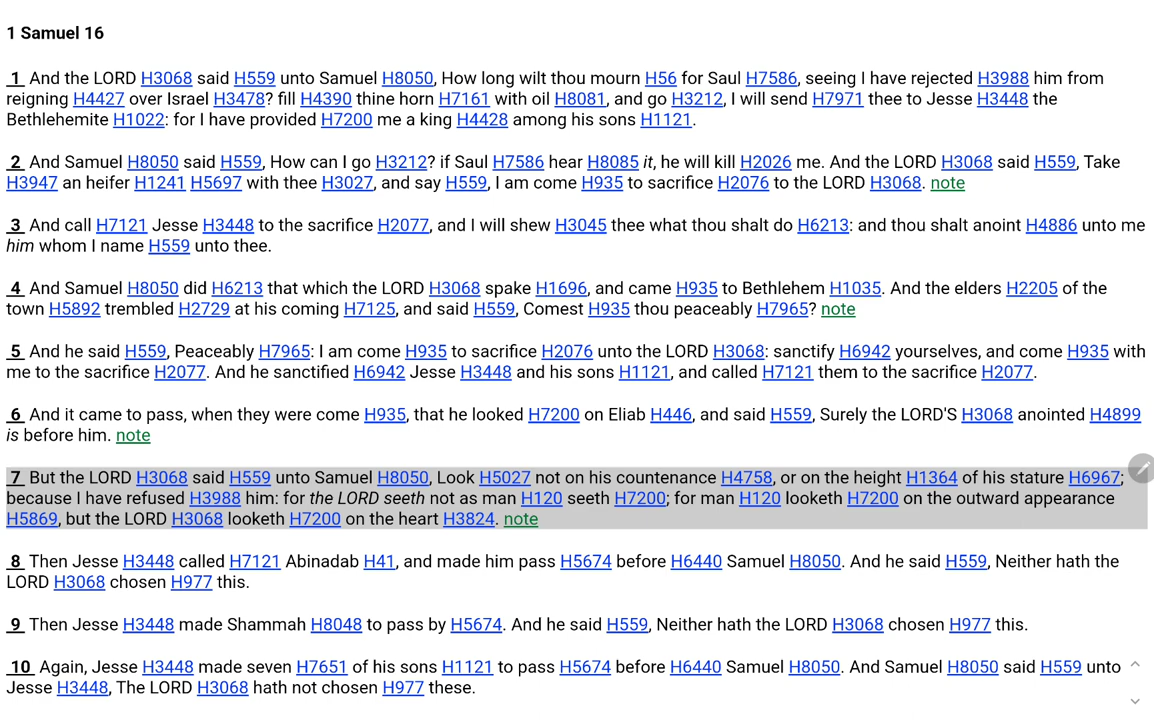 1 Samuel 16
1 And the LORD H3068 said H559 unto Samuel H8050, How long wilt thou mourn H56 for Saul H7586, seeing I have rejected H3988 him from
reigning H4427 over Israel H3478? fill H4390 thine horn H7161 with oil H8081, and go H3212, I will send H7971 thee to Jesse H3448 the
Bethlehemite H1022: for I have provided H7200 me a king H4428 among his sons H1121.
2 And Samuel H8050 said H559, How can I go H3212? if Saul H7586 hear H8085 it, he will kill H2026 me. And the LORD H3068 said H559, Take
H3947 an heifer H1241 H5697 with thee H3027, and say H559, I am come H935 to sacrifice H2076 to the LORD H3068. note
3 And call H7121 Jesse H3448 to the sacrifice H2077, and I will shew H3045 thee what thou shalt do H6213: and thou shalt anoint H4886 unto me
him whom I name H559 unto thee.
4 And Samuel H8050 did H6213 that which the LORD H3068 spake H1696, and came H935 to Bethlehem H1035. And the elders H2205 of the
town H5892 trembled H2729 at his coming H7125, and said H559, Comest H935 thou peaceably H7965? note
5 And he said H559, Peaceably H7965: I am come H935 to sacrifice H2076 unto the LORD H3068: sanctify H6942 yourselves, and come H935 with
me to the sacrifice H2077. And he sanctified H6942 Jesse H3448 and his sons H1121, and called H7121 them to the sacrifice H2077.
6 And it came to pass, when they were come H935, that he looked H7200 on Eliab H446, and said H559, Surely the LORD'S H3068 anointed H4899
is before him. note
7 But the LORD H3068 said H559 unto Samuel H8050, Look H5027 not on his countenance H4758, or on the height H1364 of his stature H6967;
because I have refused H3988 him: for the LORD seeth not as man H120 seeth H7200; for man H120 looketh H7200 on the outward appearance
H5869, but the LORD H3068 looketh H7200 on the heart H3824. note
8 Then Jesse H3448 called H7121 Abinadab H41, and made him pass H5674 before H6440 Samuel H8050. And he said H559, Neither hath the
LORD H3068 chosen H977 this.
9 Then Jesse H3448 made Shammah H8048 to pass by H5674. And he said H559, Neither hath the LORD H3068 chosen H977 this.
10 Again, Jesse H3448 made seven H7651 of his sons H1121 to pass H5674 before H6440 Samuel H8050. And Samuel H8050 said H559 unto
Jesse H3448, The LORD H3068 hath not chosen H977 these.